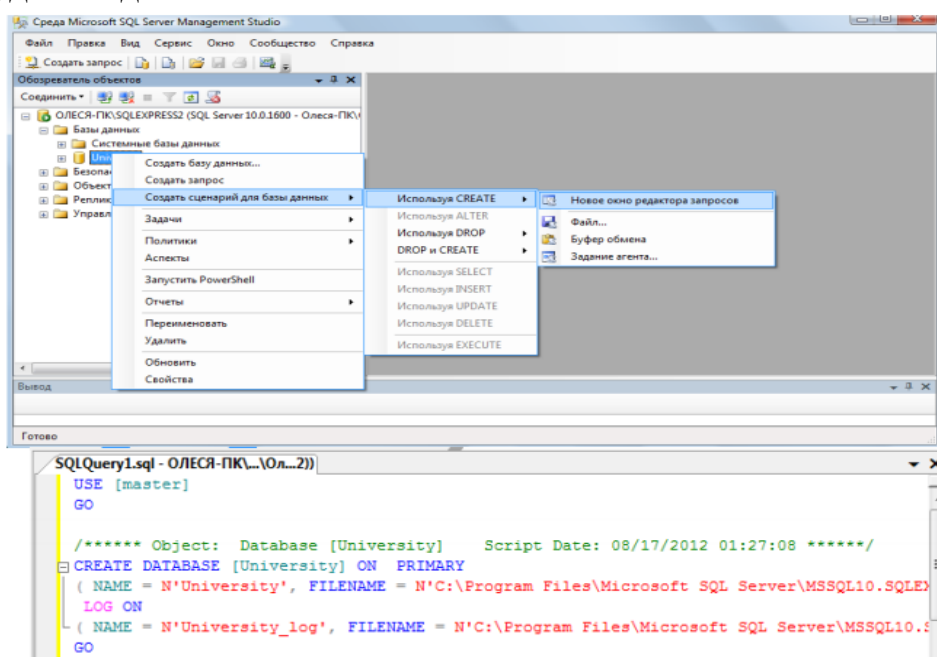 Среда Microsoft SQL Server Management Studio
Файл Правка Вид Сервис Окно Сообщество Справка
Создать запрос
Обозреватель объектов
Соединить
ОЛЕСЯ-ПК\SQLEXPRESS2 (SQL Server 10.0.1600 - Олеся-ПК\
Базы данных
Системные базы данных
Создать базу данных...
Создать запрос
Создать сценарий для базы данных
Задачи
Политики
Аспекты
Запустить PowerShell
Отчеты
Переименовать
Удалить
Обновить
Свойства
Используя CREATE
Используя ALTER
Используя DROP
DROP и CREATE
Используя SELECT
Используя INSERT
Используя UPDATE
Используя DELETE
Используя EXECUTE
Новое окно редактора запросов
Файл...
Буфер обмена
Задание агента...
Вывод
Готово
SQLQuery1.sql - ОЛЕСЯ-ПК\...\Ол...2))
USE [master]
GO
/****** Object: Database [University] Script Date: 08/17/2012 01:27:08 ******/
CREATE DATABASE [University] ON PRIMARY
( NAME = N'University', FILENAME = N'C:\Program Files\Microsoft SQL Server\MSSQL10.SQLEX
LOG ON
( NAME = N'University_log', FILENAME = N'C:\Program Files\Microsoft SQL Server\MSSQL10.S
GO